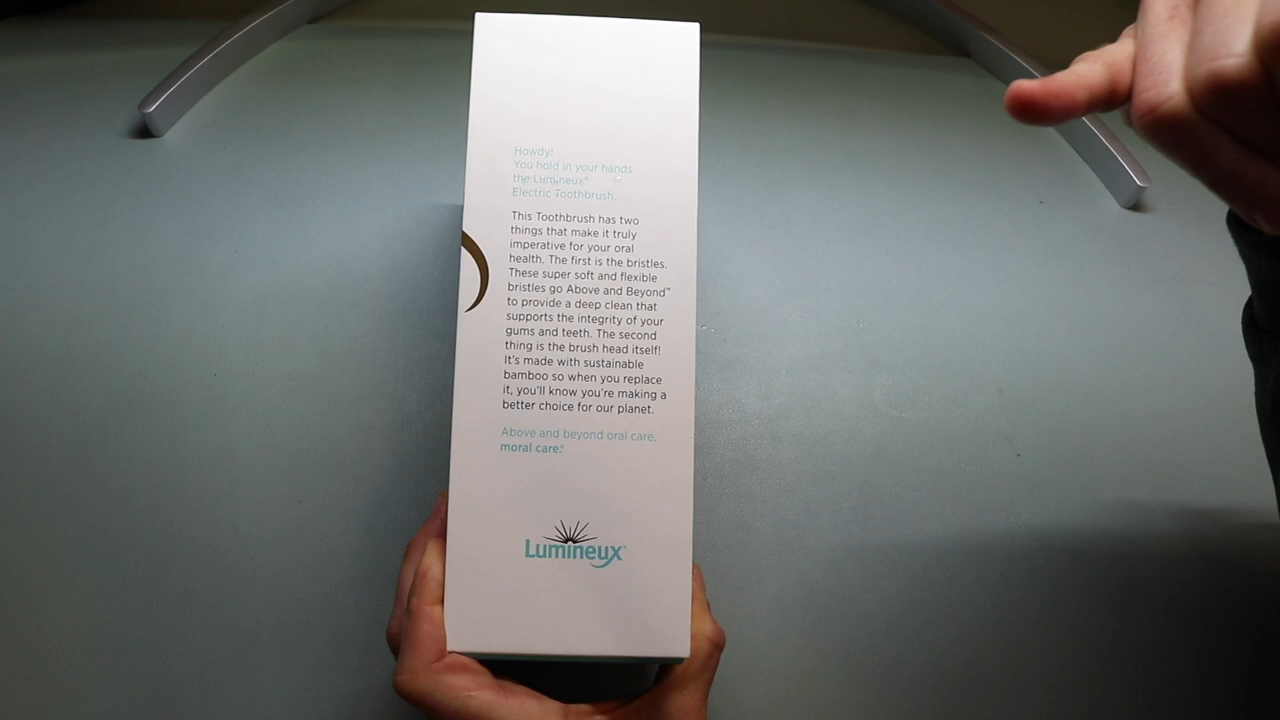 Howdy!
You hold in your hands
the Lumineux®
Electric Toothbrush.
This Toothbrush has two
things that make it truly
imperative for your oral
health. The first is the bristles.
These super soft and flexible
bristles go Above and Beyond™
to provide a deep clean that
supports the integrity of your
gums and teeth. The second
thing is the brush head itself!
It's made with sustainable
bamboo so when you replace
it, you'll know you're making a
better choice for our planet.
Above and beyond oral care,
moral care.®
Lumineux